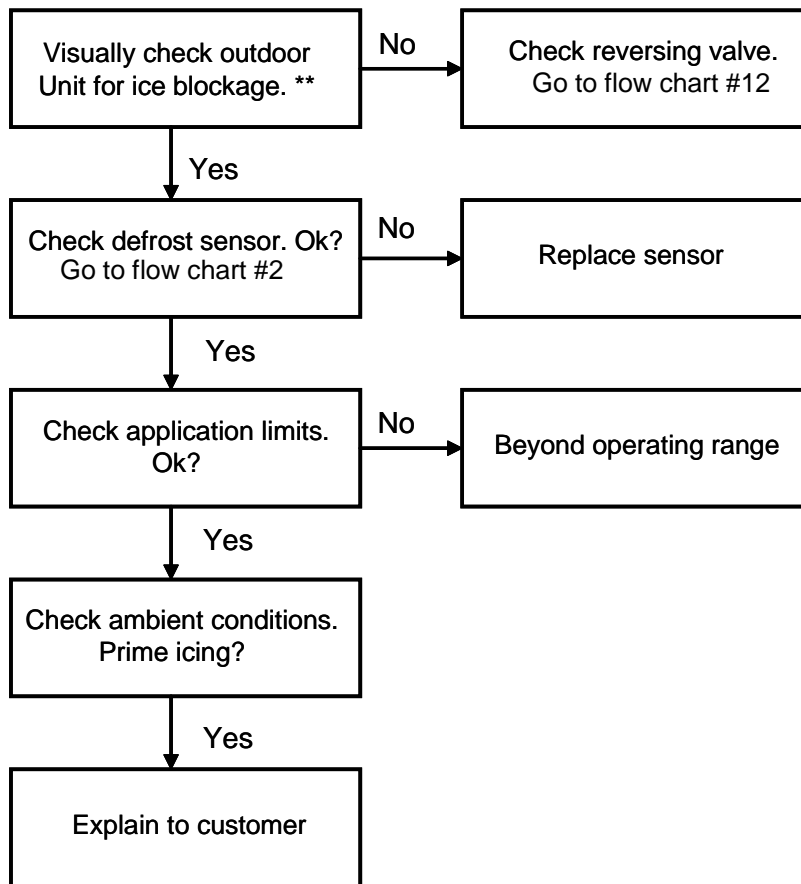 Visually check outdoor
Unit for ice blockage. **
No
Check reversing valve.
Go to flow chart #12
Yes
Check defrost sensor. Ok?
Go to flow chart #2
No
Replace sensor
Yes
Check application limits.
Ok?
No
Beyond operating range
Yes
Check ambient conditions.
Prime icing?
Yes
Explain to customer